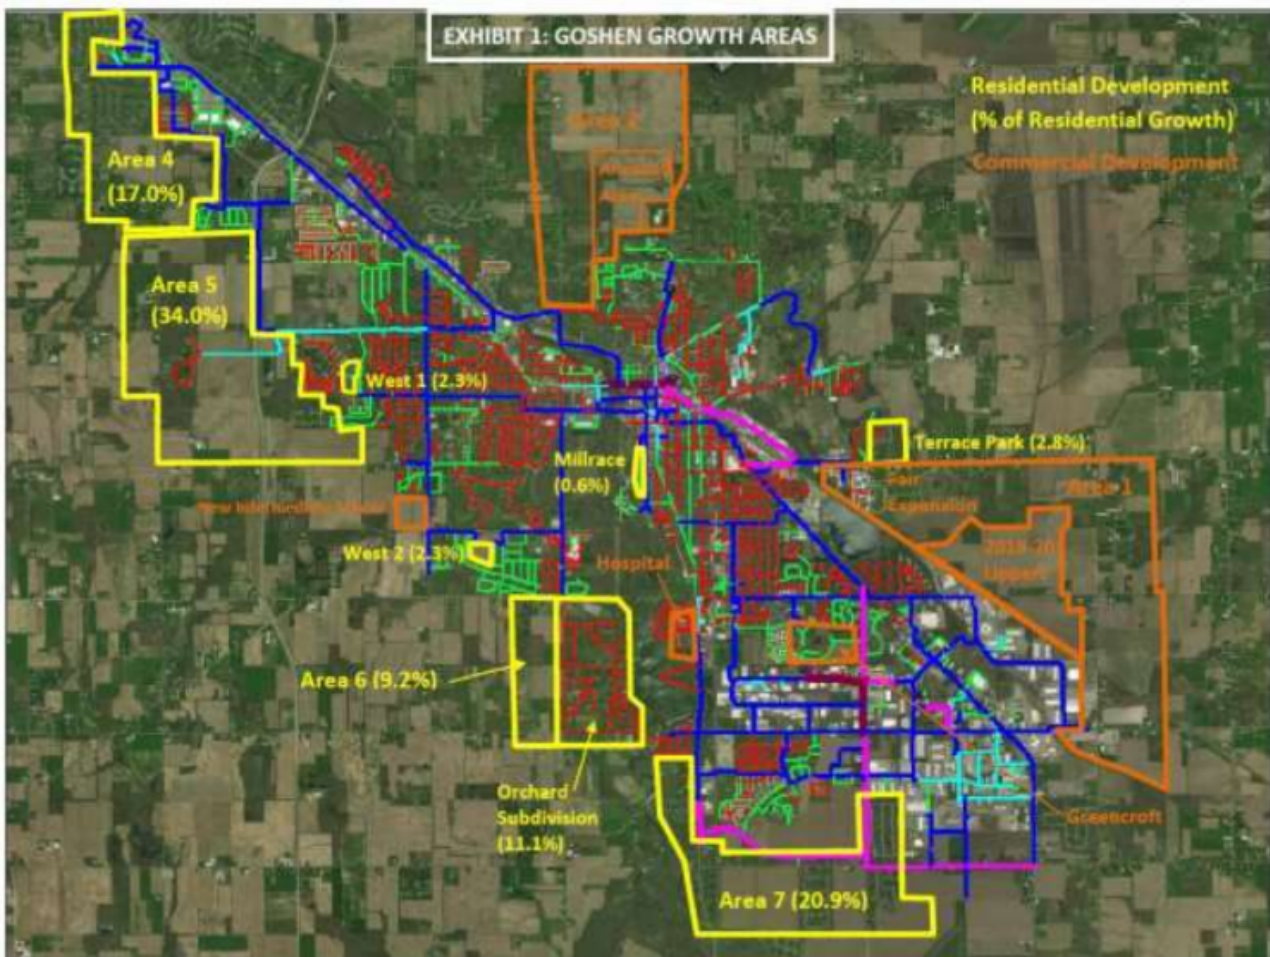 EXHIBIT 1: GOSHEN GROWTH AREAS
Residential Development
(% of Residential Growth)
Commercial Development
Area 4
(17.0%)
Area 5
(34.0%)
West 1 (2.3%)
Terrace Park (2.8%)
Millrace
(0.6%)
Fair
Expansion
Area 1
West 2 (2.3%)
Hospital
Area 6 (9.2%)
Orchard
Subdivision
(11.1%)
Greencroft
Area 7 (20.9%)